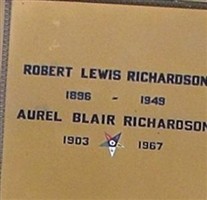 ROBERT LEWIS RICHARDSON
1896 - 1949
AUREL BLAIR RICHARDSON
1903 1967